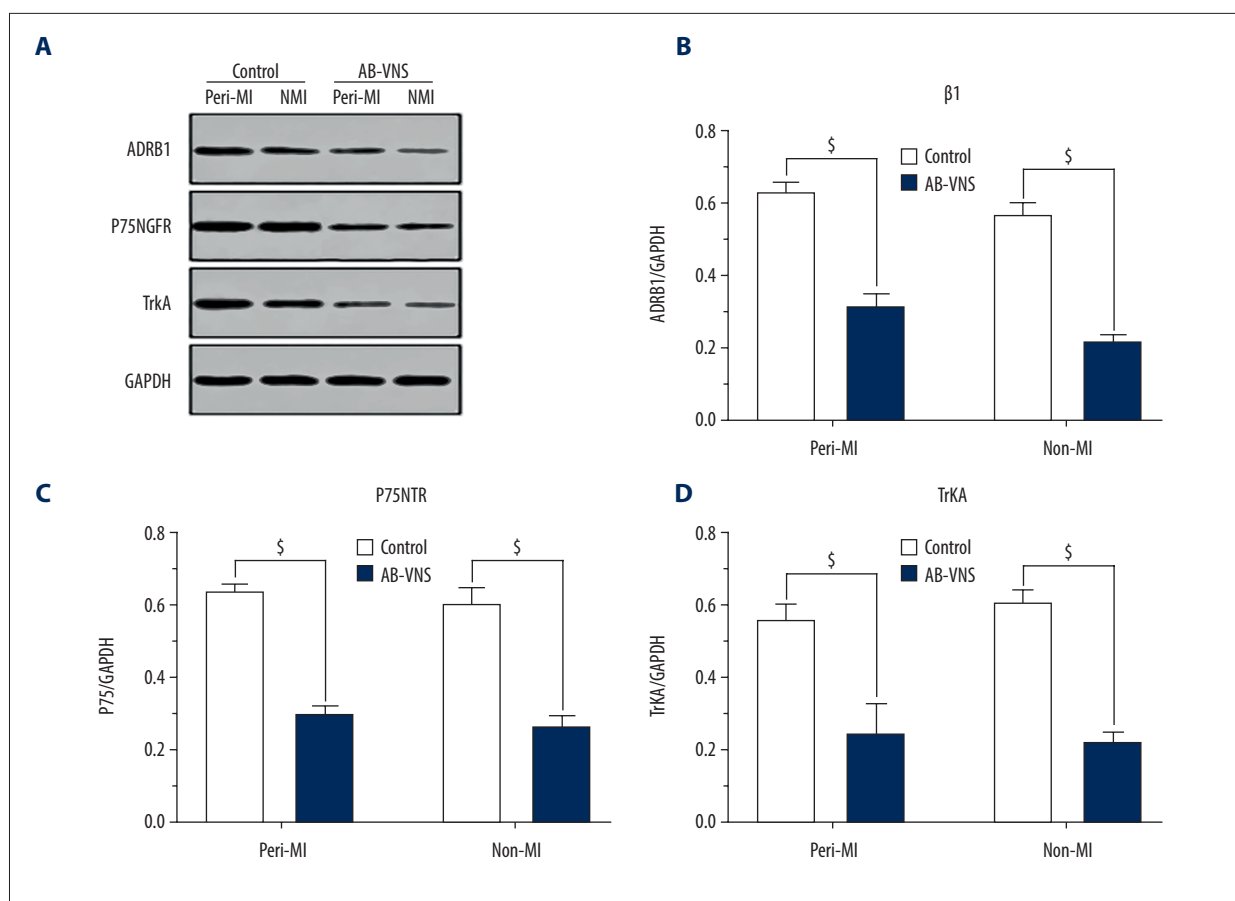 A
Control AB-VNS
Peri-MI NMI Peri-MI NMI
ADRB1
P75NGFR
TrkA
GAPDH
B
β1
0.8
0.6
0.4
0.2
0.0
ADRB1/GAPDH
$ $
Control
AB-VNS
Peri-MI Non-MI
C
P75NTR
0.8
0.6
0.4
0.2
0.0
P75/GAPDH
$ $
Control
AB-VNS
Peri-MI Non-MI
D
TrKA
0.8
0.6
0.4
0.2
0.0
TrKA/GAPDH
$ $
Control
AB-VNS
Peri-MI Non-MI